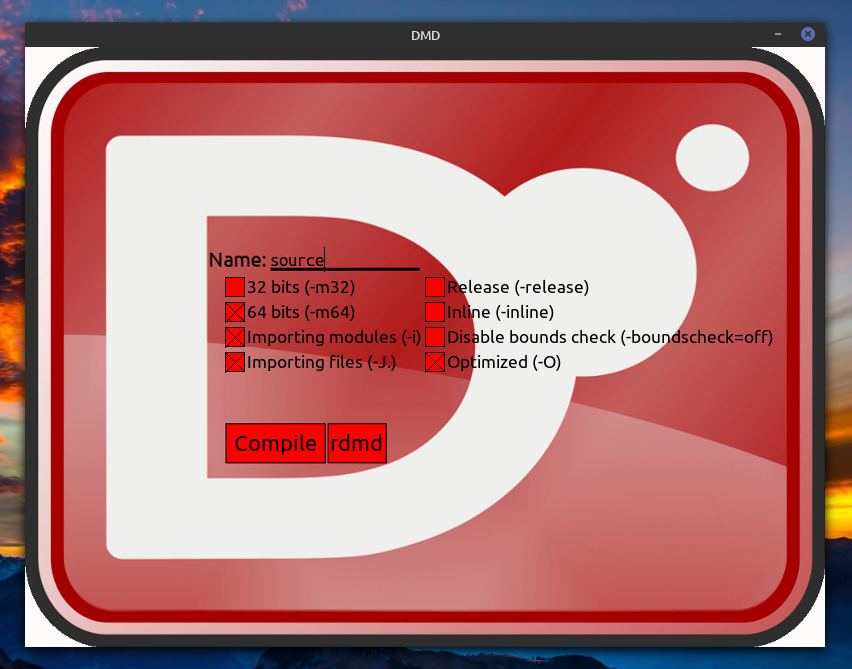 DMD
Name: source
32 bits (-m32) Release (-release)
64 bits (-m64) Inline (-inline)
Importing modules (-i) Disable bounds check (-boundscheck=off)
Importing files (-J.) Optimized (-O)
Compile rdmd